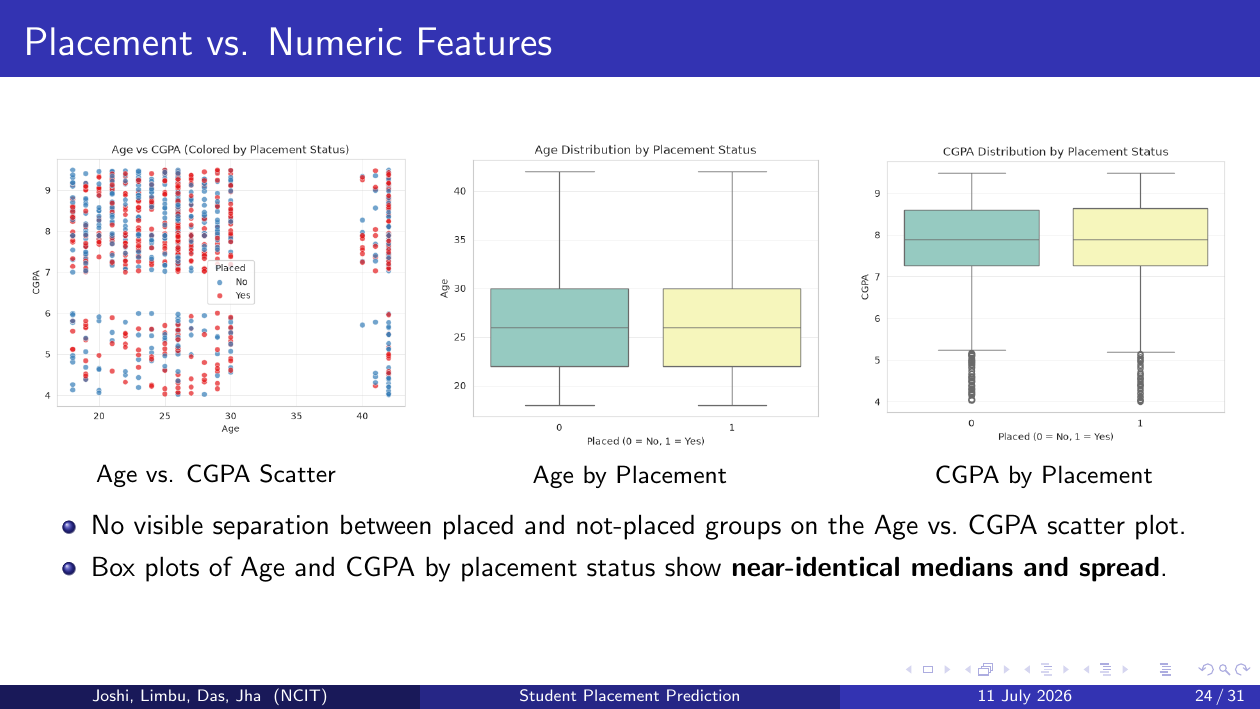 Placement vs. Numeric Features
Age vs CGPA (Colored by Placement Status)
CGPA
9
8
7
6
5
4
Placed
No
Yes
20
25
30
35
40
Age
Age vs. CGPA Scatter
Age Distribution by Placement Status
Age
40
35
30
25
20
0
1
Placed (0 = No, 1 = Yes)
Age by Placement
CGPA Distribution by Placement Status
CGPA
9
8
7
6
5
4
0
1
Placed (0 = No, 1 = Yes)
CGPA by Placement
No visible separation between placed and not-placed groups on the Age vs. CGPA scatter plot.
Box plots of Age and CGPA by placement status show near-identical medians and spread.
Joshi, Limbu, Das, Jha (NCIT)
Student Placement Prediction
11 July 2026
24 / 31